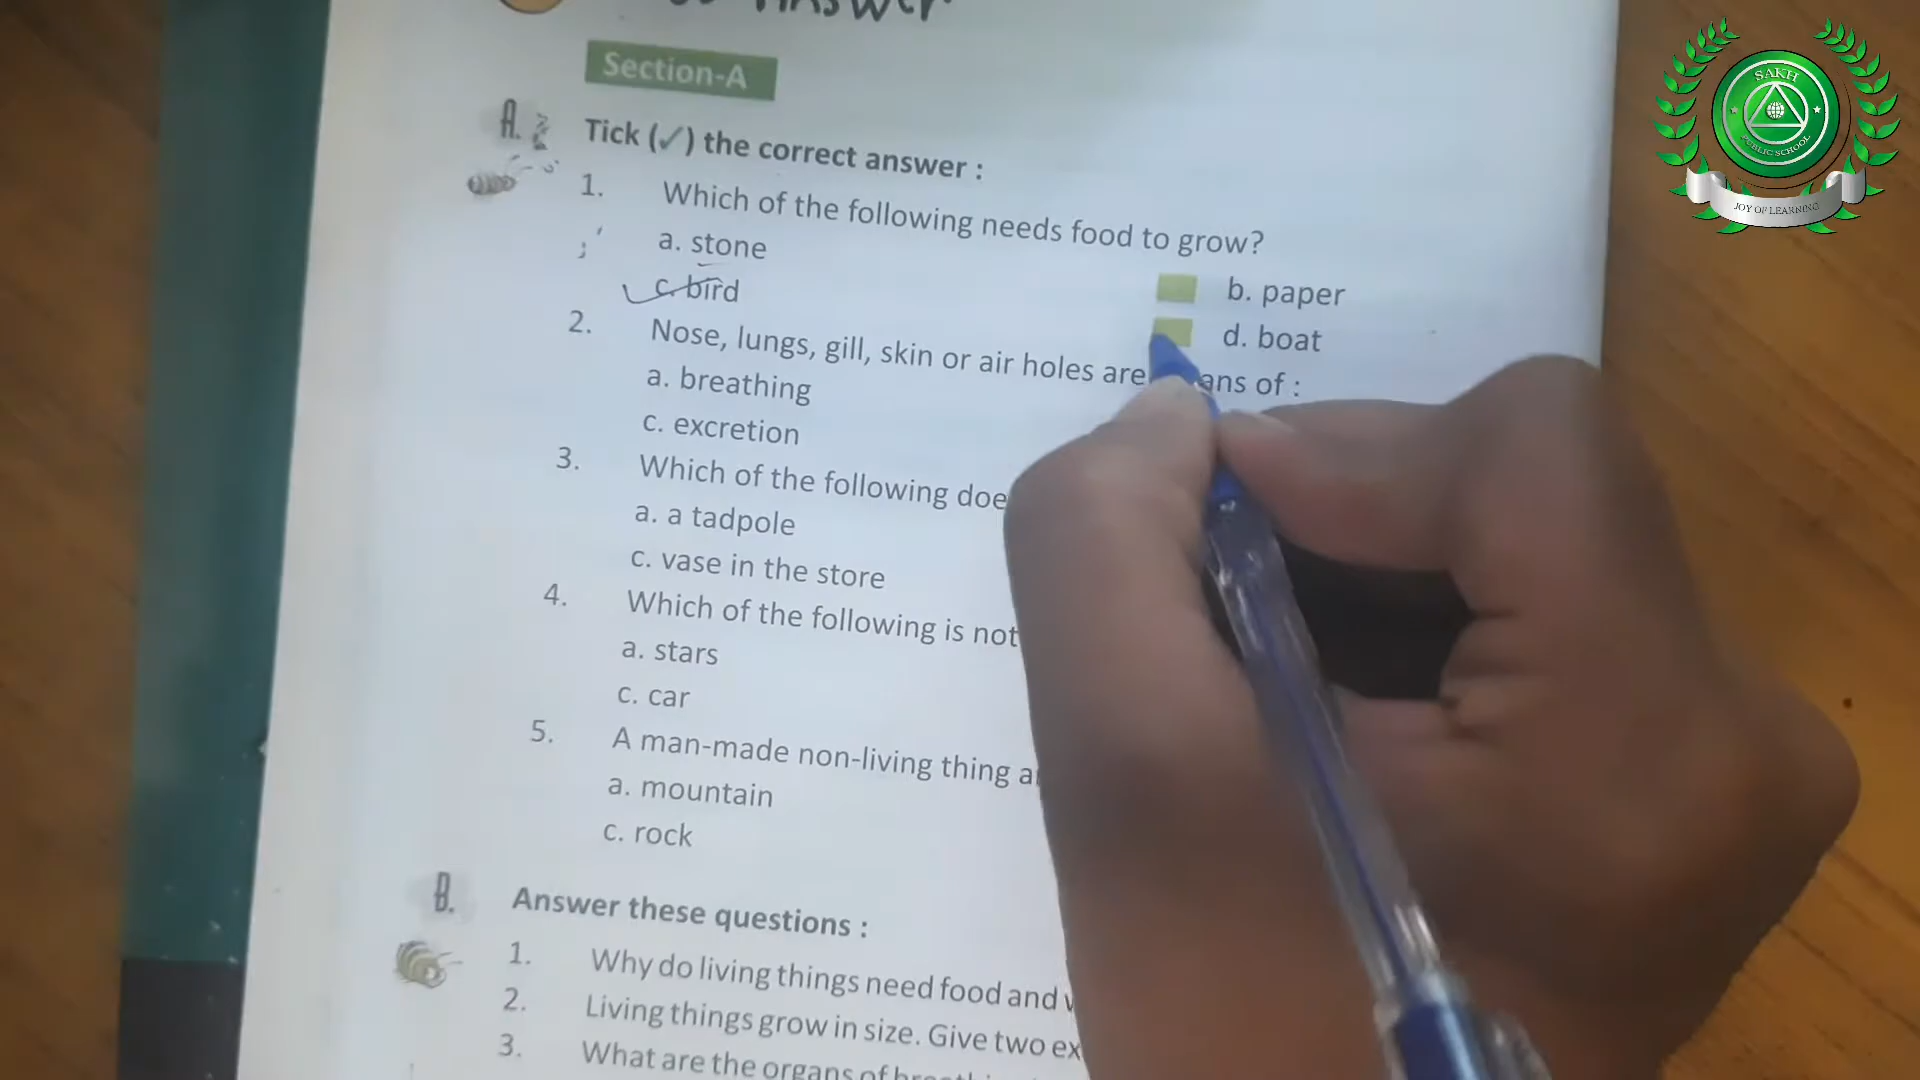 Answer
Section-A
A. Tick (✓) the correct answer :
1. Which of the following needs food to grow?
a. stone
b. paper
c. bird
d. boat
2. Nose, lungs, gill, skin or air holes are ans of :
a. breathing
c. excretion
3. Which of the following doe
a. a tadpole
c. vase in the store
4. Which of the following is not
a. stars
c. car
5. A man-made non-living thing a
a. mountain
c. rock
B. Answer these questions :
1. Why do living things need food and
2. Living things grow in size. Give two ex
3. What are the organs of
SAKH
PUBLIC SCHOOL
JOY OF LEARNING